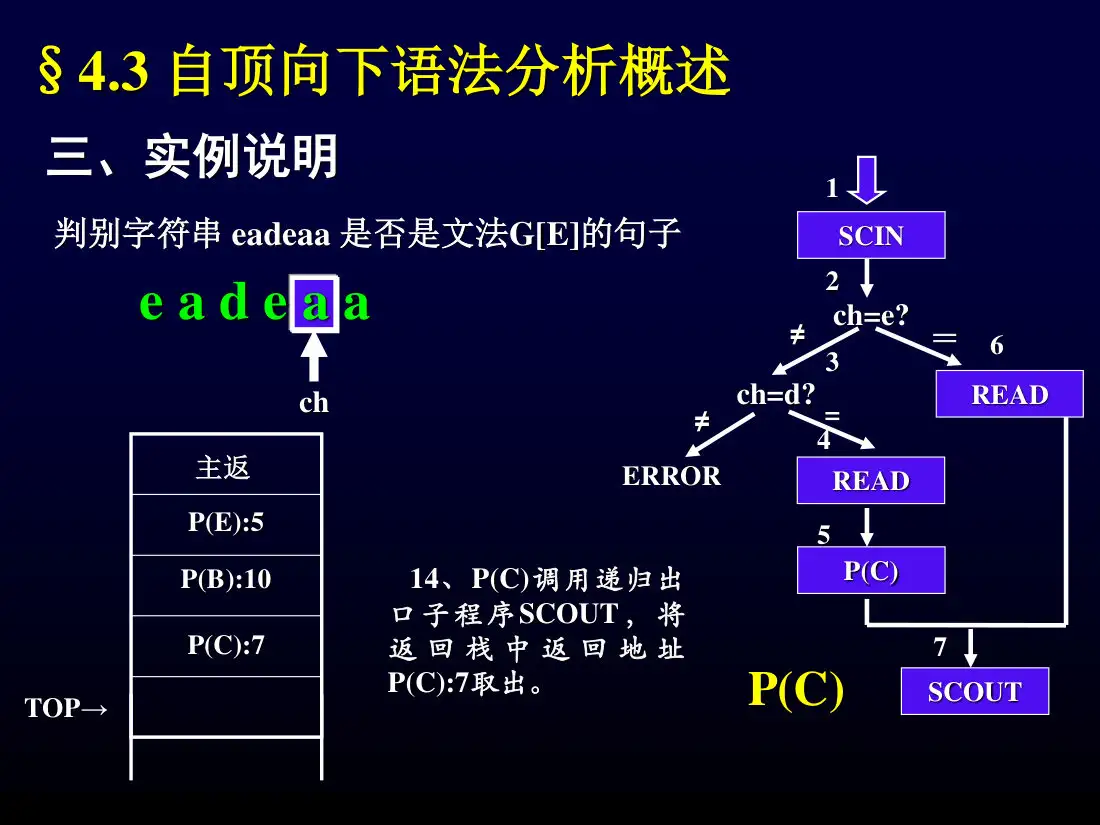 §4.3 自顶向下语法分析概述
三、实例说明
判别字符串 eadeaa 是否是文法G[E]的句子
e a d e a a
ch
主返
P(E):5
P(B):10
P(C):7
TOP→
14、P(C)调用递归出
口子程序SCOUT，将
返回栈中返回地址
P(C):7取出。
1
SCIN
2
ch=e?
≠
=
3
6
ch=d?
READ
≠
=
4
ERROR
READ
5
P(C)
7
P(C)
SCOUT